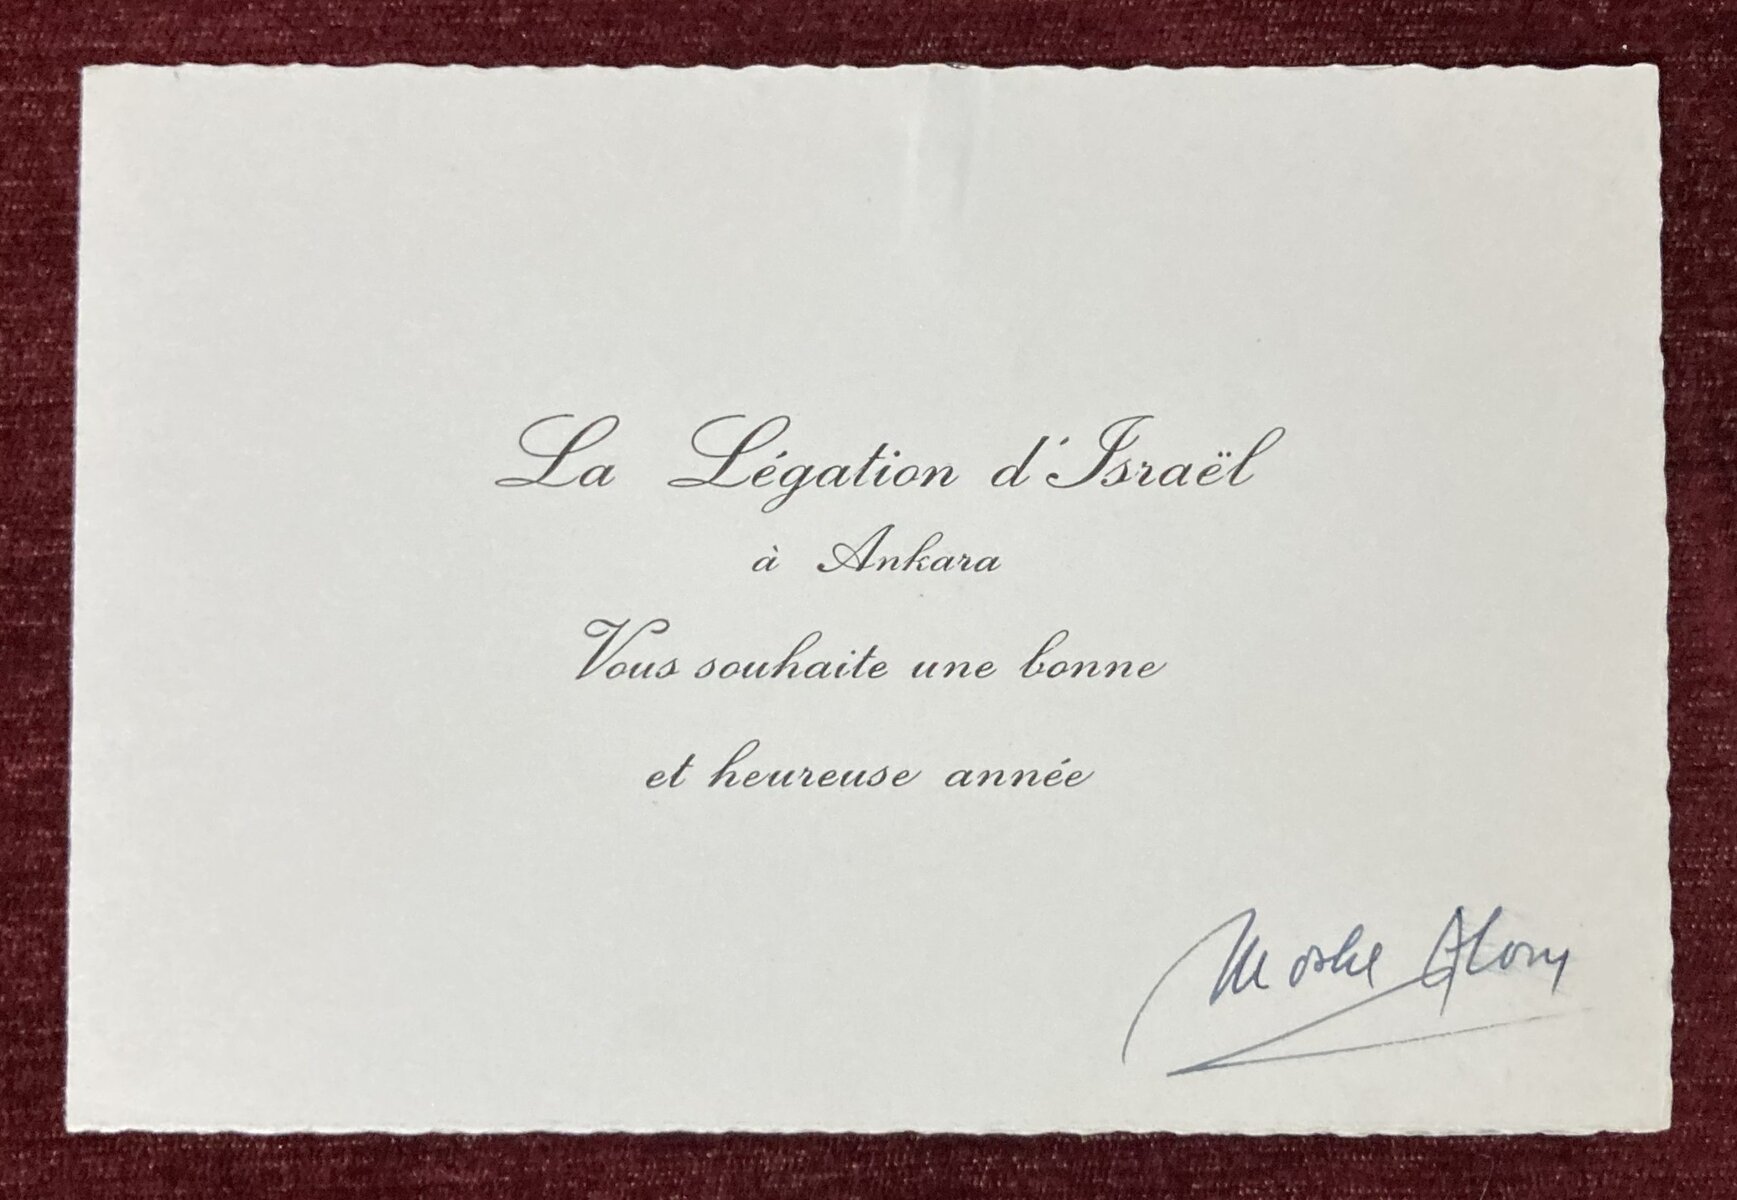 La Légation d'Israël
à Ankara
Vous souhaite une bonne
et heureuse année
Moshe Alon